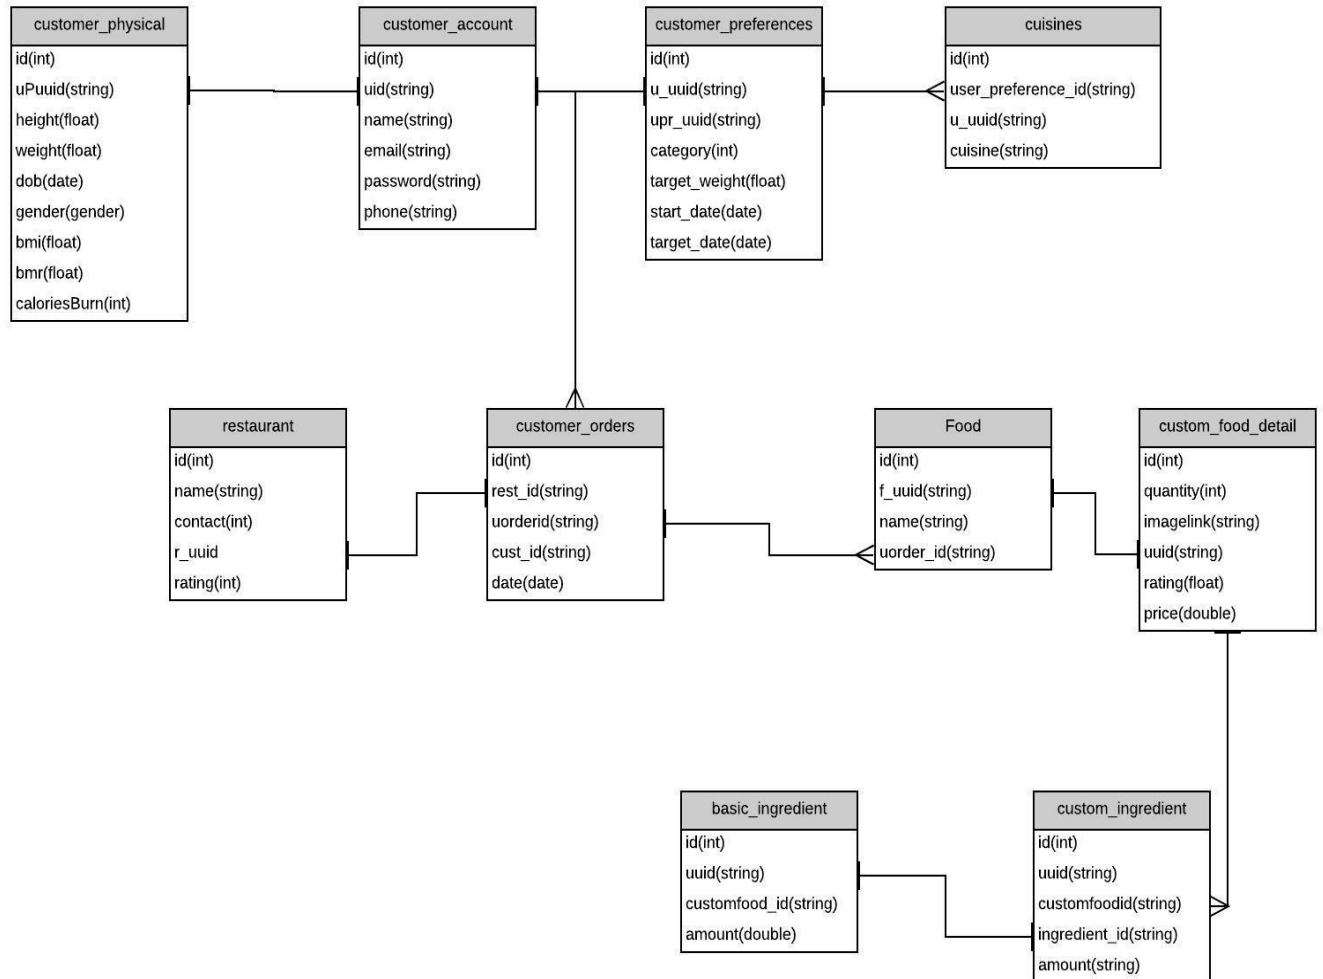 customer_physical
id(int)
uPuuid(string)
height(float)
weight(float)
dob(date)
gender(gender)
bmi(float)
bmr(float)
caloriesBurn(int)
customer_account
id(int)
uid(string)
name(string)
email(string)
password(string)
phone(string)
customer_preferences
id(int)
u_uuid(string)
upr_uuid(string)
category(int)
target_weight(float)
start_date(date)
target_date(date)
cuisines
id(int)
user_preference_id(string)
u_uuid(string)
cuisine(string)
restaurant
id(int)
name(string)
contact(int)
r_uuid
rating(int)
customer_orders
id(int)
rest_id(string)
uorderid(string)
cust_id(string)
date(date)
Food
id(int)
f_uuid(string)
name(string)
uorder_id(string)
custom_food_detail
id(int)
quantity(int)
imagelink(string)
uuid(string)
rating(float)
price(double)
basic_ingredient
id(int)
uuid(string)
customfood_id(string)
amount(double)
custom_ingredient
id(int)
uuid(string)
customfoodid(string)
ingredient_id(string)
amount(string)